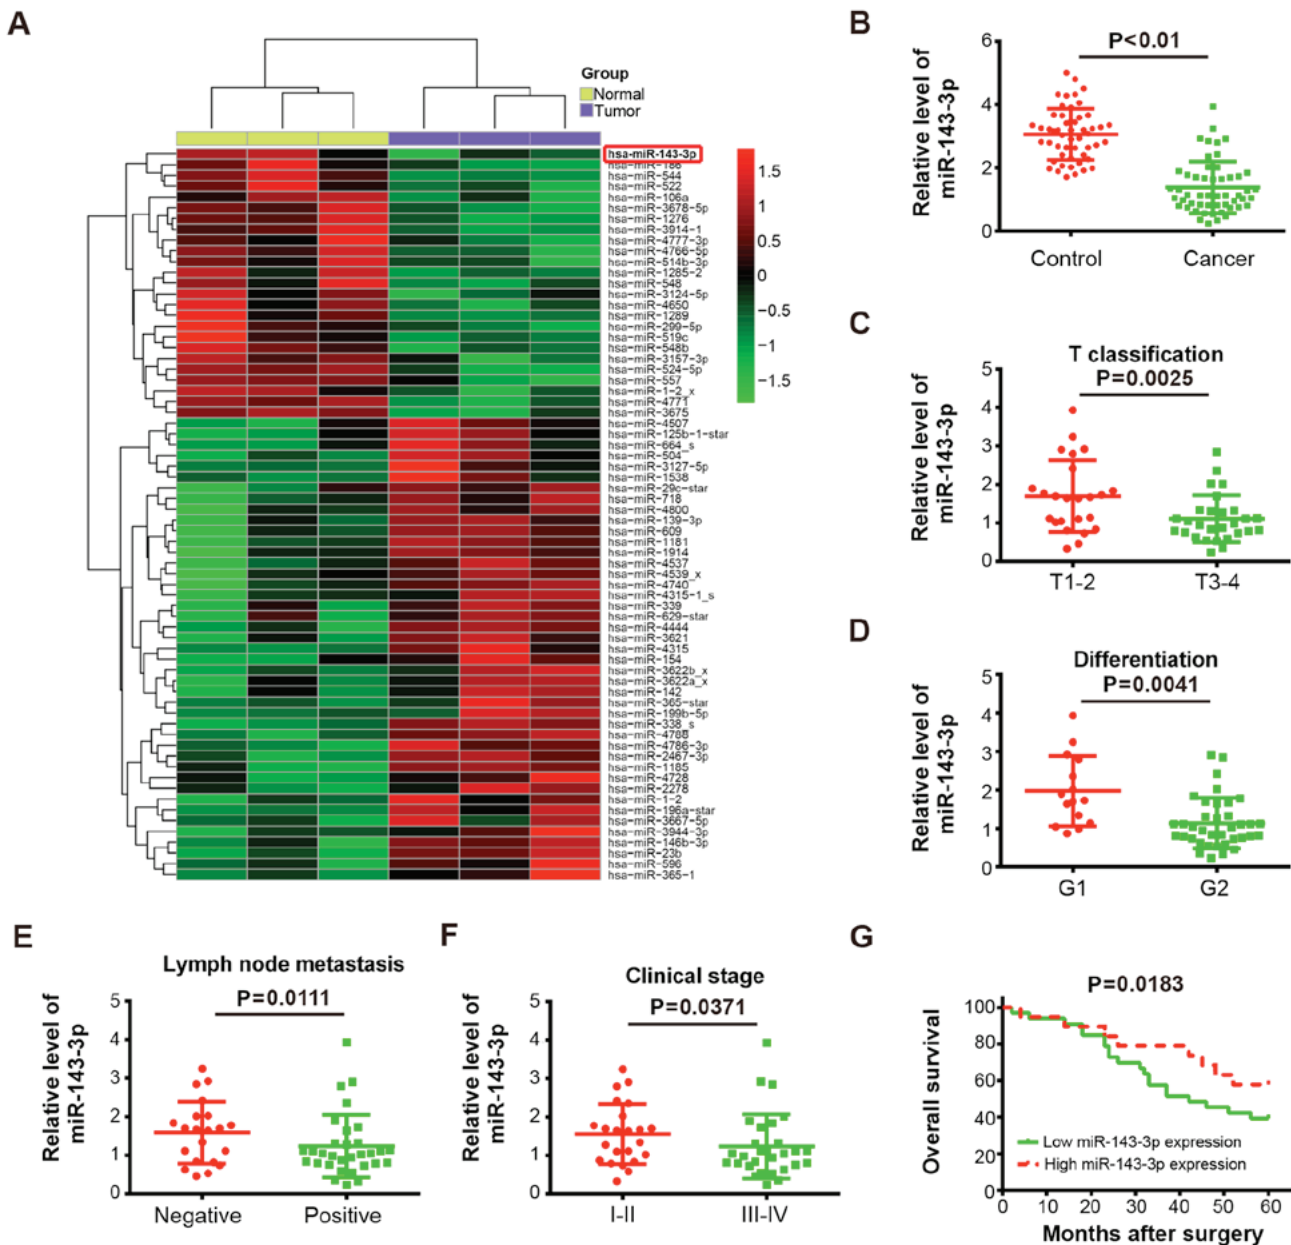 A
Group
Normal
Tumor
hsa-miR-143-3p
hsa-miR-186
hsa-miR-544
hsa-miR-522
hsa-miR-106a
hsa-miR-3678-5p
hsa-miR-1276
hsa-miR-3914-1
hsa-miR-4777-3p
hsa-miR-4766-5p
hsa-miR-514b-3p
hsa-miR-1285-2
hsa-miR-548
hsa-miR-3124-5p
hsa-miR-4650
hsa-miR-1289
hsa-miR-299-5p
hsa-miR-519c
hsa-miR-548b
hsa-miR-3157-3p
hsa-miR-524-5p
hsa-miR-557
hsa-miR-1-2_x
hsa-miR-4771
hsa-miR-3675
hsa-miR-4507
hsa-miR-125b-1-star
hsa-miR-664_s
hsa-miR-504
hsa-miR-3127-5p
hsa-miR-1538
hsa-miR-29c-star
hsa-miR-718
hsa-miR-4800
hsa-miR-139-3p
hsa-miR-609
hsa-miR-1181
hsa-miR-1914
hsa-miR-4537
hsa-miR-4539_x
hsa-miR-4740
hsa-miR-4315-1_s
hsa-miR-339
hsa-miR-629-star
hsa-miR-4444
hsa-miR-3621
hsa-miR-4315
hsa-miR-154
hsa-miR-3622b_x
hsa-miR-3622a_x
hsa-miR-142
hsa-miR-365-star
hsa-miR-199b-5p
hsa-miR-338_s
hsa-miR-4788
hsa-miR-4786-3p
hsa-miR-2467-3p
hsa-miR-1185
hsa-miR-4728
hsa-miR-2278
hsa-miR-1-2
hsa-miR-196a-star
hsa-miR-3667-5p
hsa-miR-3944-3p
hsa-miR-146b-3p
hsa-miR-23b
hsa-miR-596
hsa-miR-365-1
1.5
1
0.5
0
-0.5
-1
-1.5
B
P<0.01
Relative level of
miR-143-3p
6
4
2
0
Control Cancer
C
T classification
P=0.0025
Relative level of
miR-143-3p
5
4
3
2
1
0
T1-2 T3-4
D
Differentiation
P=0.0041
Relative level of
miR-143-3p
5
4
3
2
1
0
G1 G2
E
Lymph node metastasis
P=0.0111
Relative level of
miR-143-3p
5
4
3
2
1
0
Negative Positive
F
Clinical stage
P=0.0371
Relative level of
miR-143-3p
5
4
3
2
1
0
I-II III-IV
G
P=0.0183
Overall survival
100
80
60
40
20
0
Low miR-143-3p expression
High miR-143-3p expression
0 10 20 30 40 50 60
Months after surgery